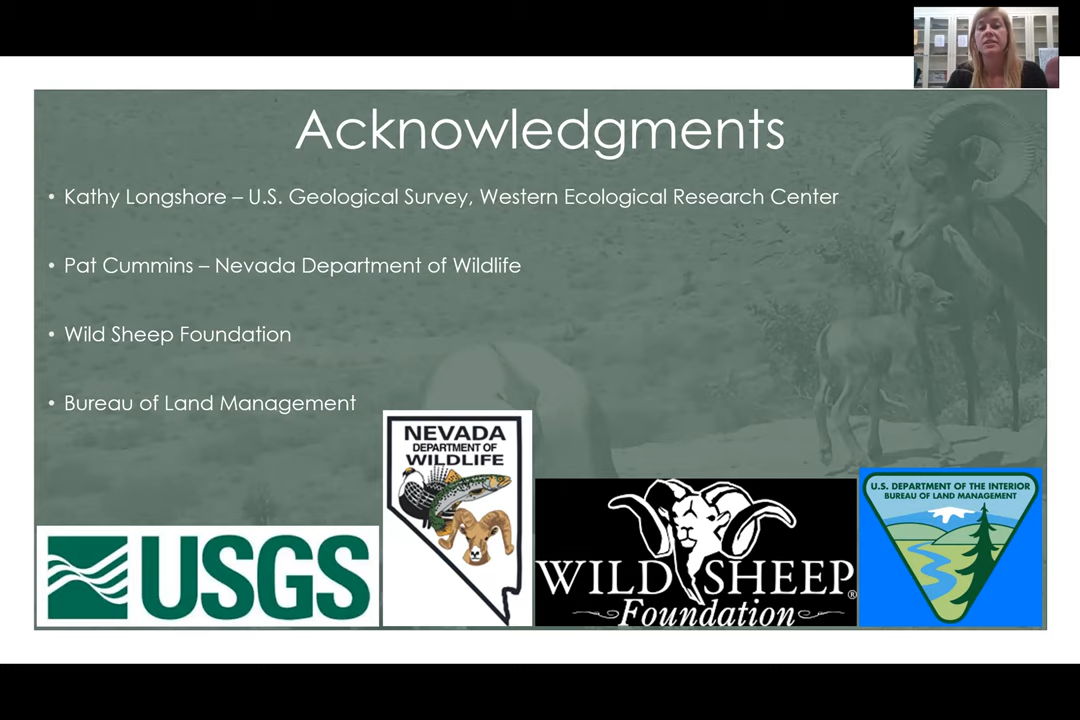 Acknowledgments
• Kathy Longshore – U.S. Geological Survey, Western Ecological Research Center
• Pat Cummins – Nevada Department of Wildlife
• Wild Sheep Foundation
• Bureau of Land Management
NEVADA
DEPARTMENT OF
WILDLIFE
USGS
WILD SHEEP®
Foundation
U.S. DEPARTMENT OF THE INTERIOR
BUREAU OF LAND MANAGEMENT